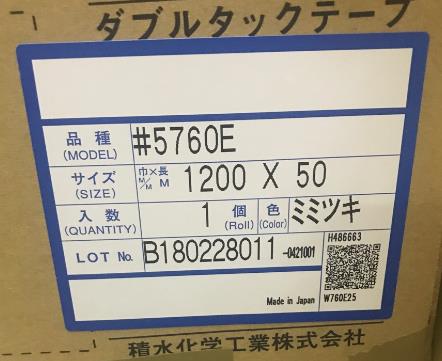 ダブルタックテープ
品種 (MODEL) #5760E
サイズ (SIZE) 巾×長 M/M M 1200 X 50
入数 (QUANTITY) 1 個 (Roll) 色 (Color) ミミツキ
LOT No. B180228011-0421001
H486663
Made in Japan W760E25
積水化学工業株式会社